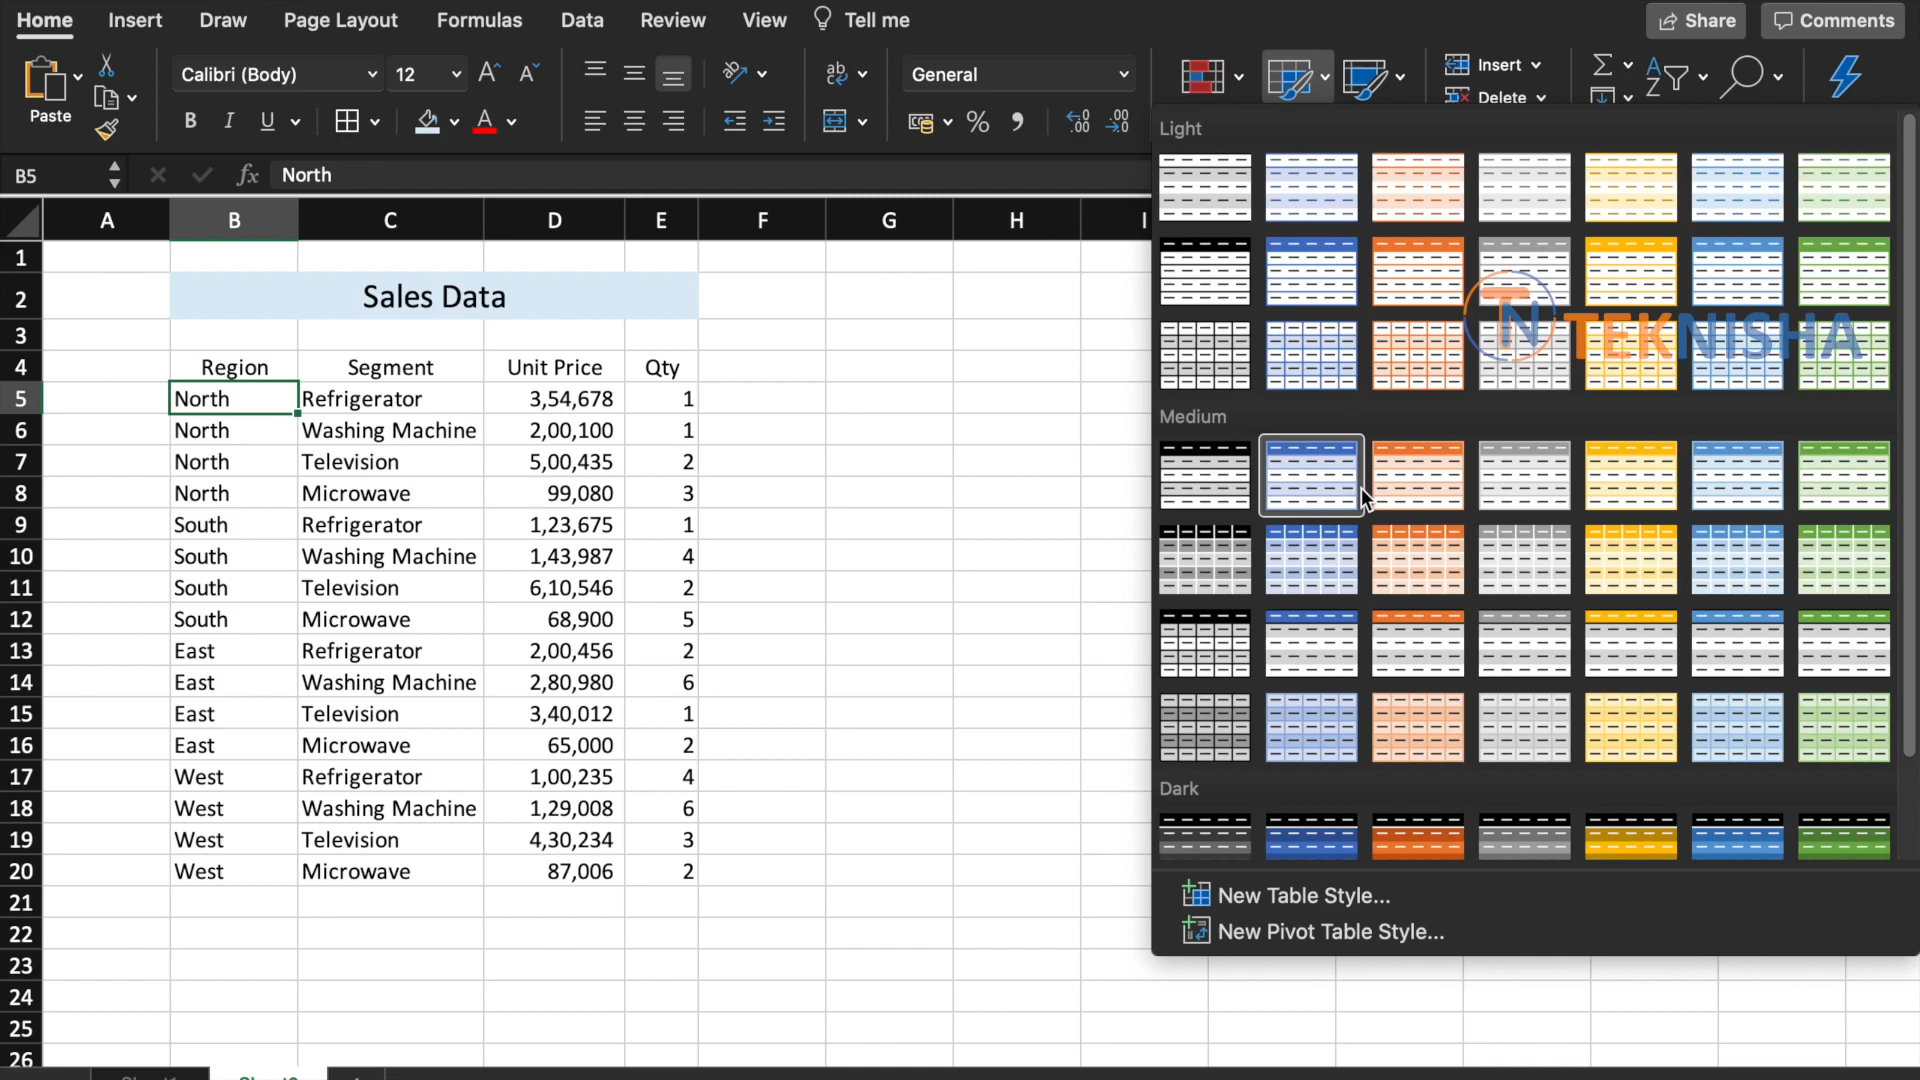 Home Insert Draw Page Layout Formulas Data Review View Tell me Share Comments
Calibri (Body) 12 General Insert
Delete
Paste B I U
B5 fx North
A B C D E F G H I
1
2 Sales Data
3
4 Region Segment Unit Price Qty
5 North Refrigerator 3,54,678 1
6 North Washing Machine 2,00,100 1
7 North Television 5,00,435 2
8 North Microwave 99,080 3
9 South Refrigerator 1,23,675 1
10 South Washing Machine 1,43,987 4
11 South Television 6,10,546 2
12 South Microwave 68,900 5
13 East Refrigerator 2,00,456 2
14 East Washing Machine 2,80,980 6
15 East Television 3,40,012 1
16 East Microwave 65,000 2
17 West Refrigerator 1,00,235 4
18 West Washing Machine 1,29,008 6
19 West Television 4,30,234 3
20 West Microwave 87,006 2
21
22
23
24
25
26
Light
TN TEKNISHA
Medium
Dark
New Table Style...
New Pivot Table Style...